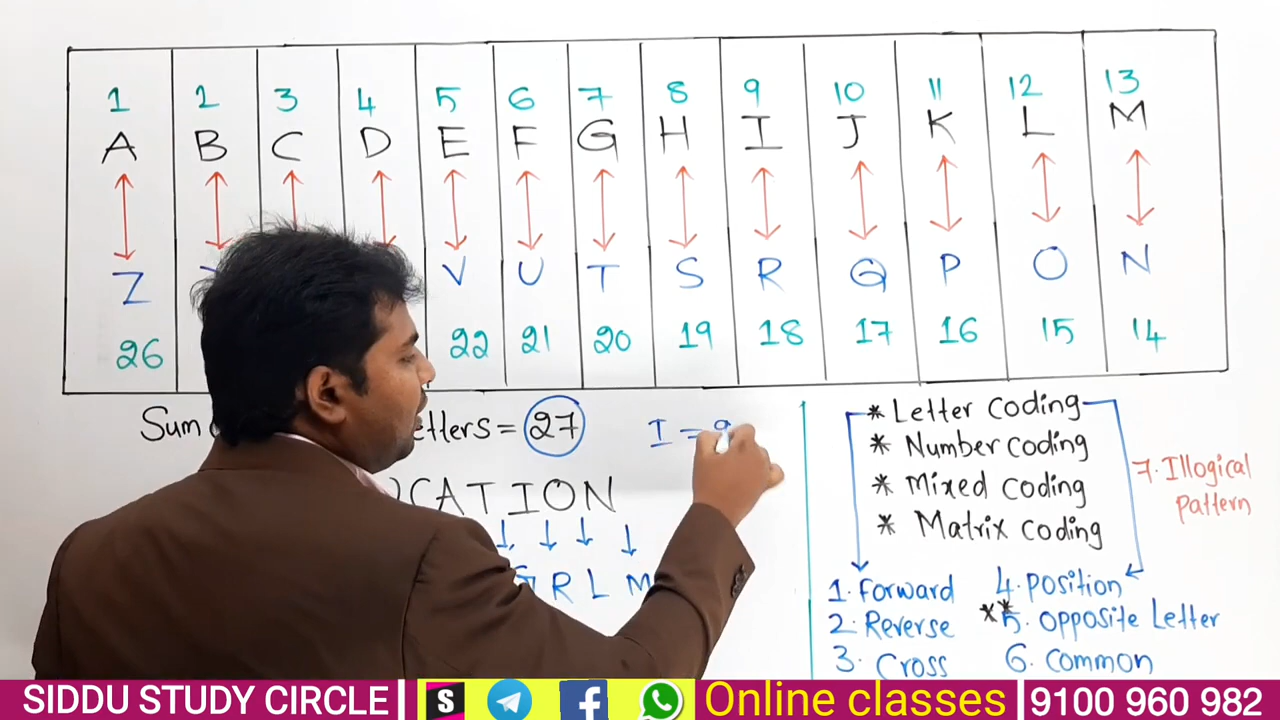 1 2 3 4 5 6 7 8 9 10 11 12 13
A B C D E F G H I J K L M
Z V U T S R Q P O N
26 22 21 20 19 18 17 16 15 14
Sum = 27
I = 9
CATION
R L M
* Letter coding
* Number coding
* Mixed coding
* Matrix coding
7. Illogical
pattern
1. Forward
2. Reverse
3. Cross
4. position
** 5. opposite Letter
6. common
SIDDU STUDY CIRCLE S f Online classes 9100 960 982